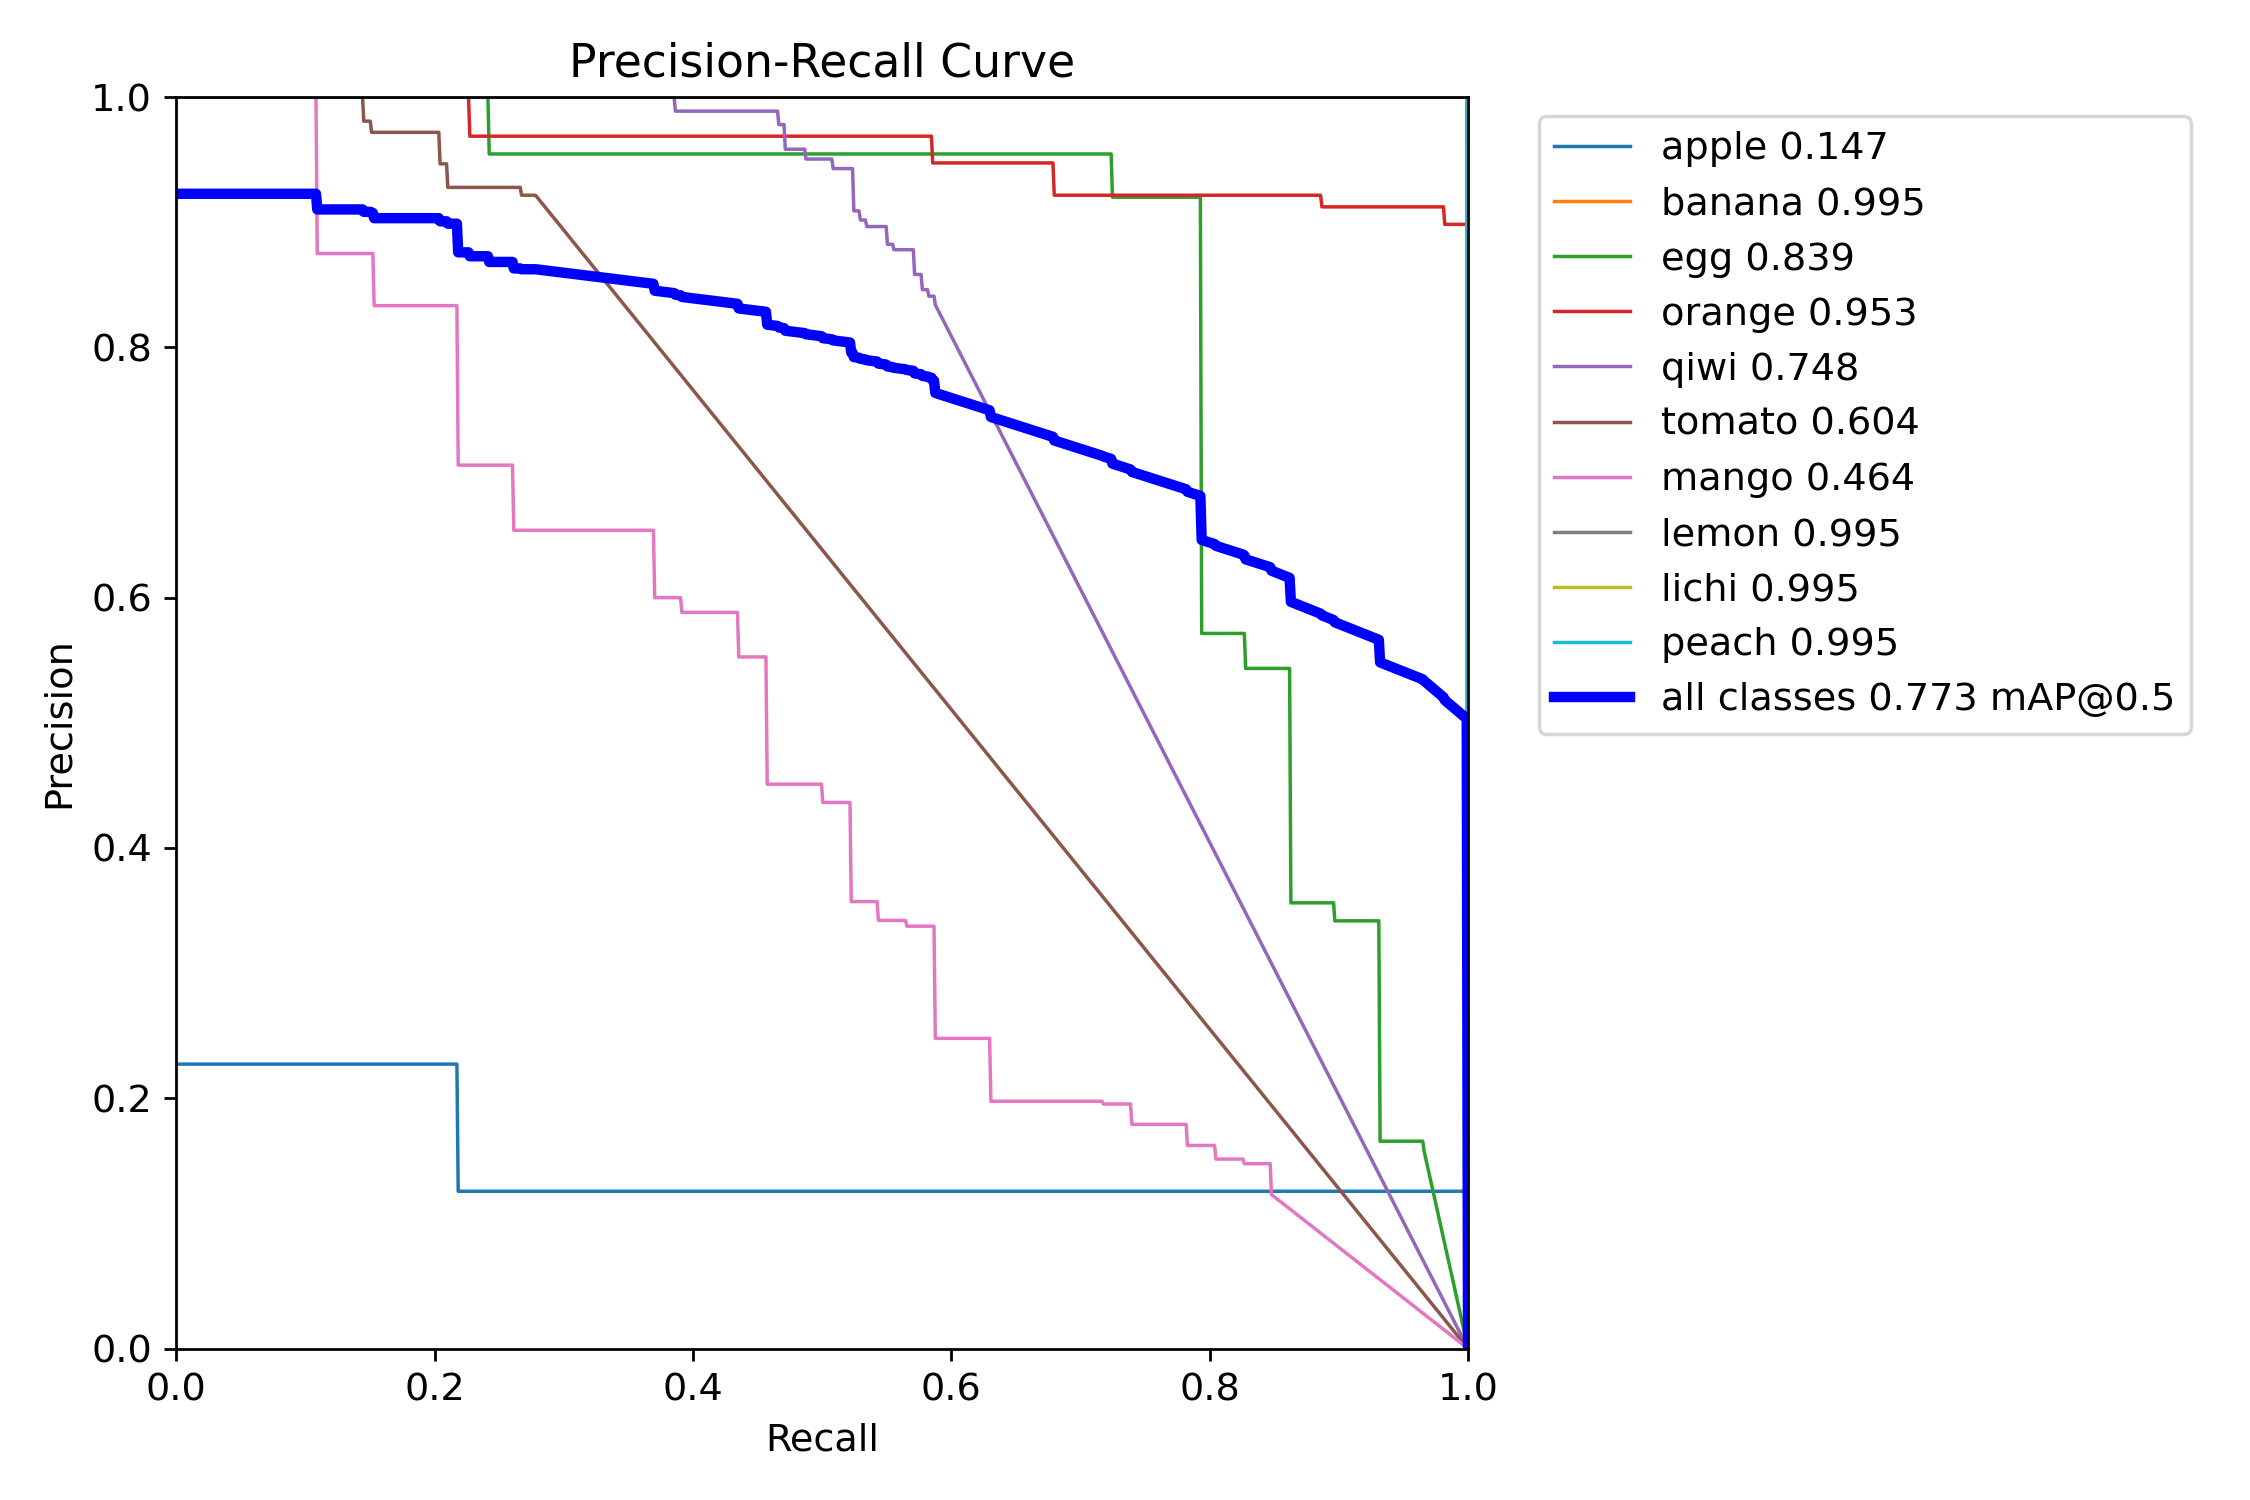 Precision-Recall Curve
1.0
0.8
0.6
0.4
0.2
0.0
Precision
0.0 0.2 0.4 0.6 0.8 1.0
Recall
apple 0.147
banana 0.995
egg 0.839
orange 0.953
qiwi 0.748
tomato 0.604
mango 0.464
lemon 0.995
lichi 0.995
peach 0.995
all classes 0.773 mAP@0.5